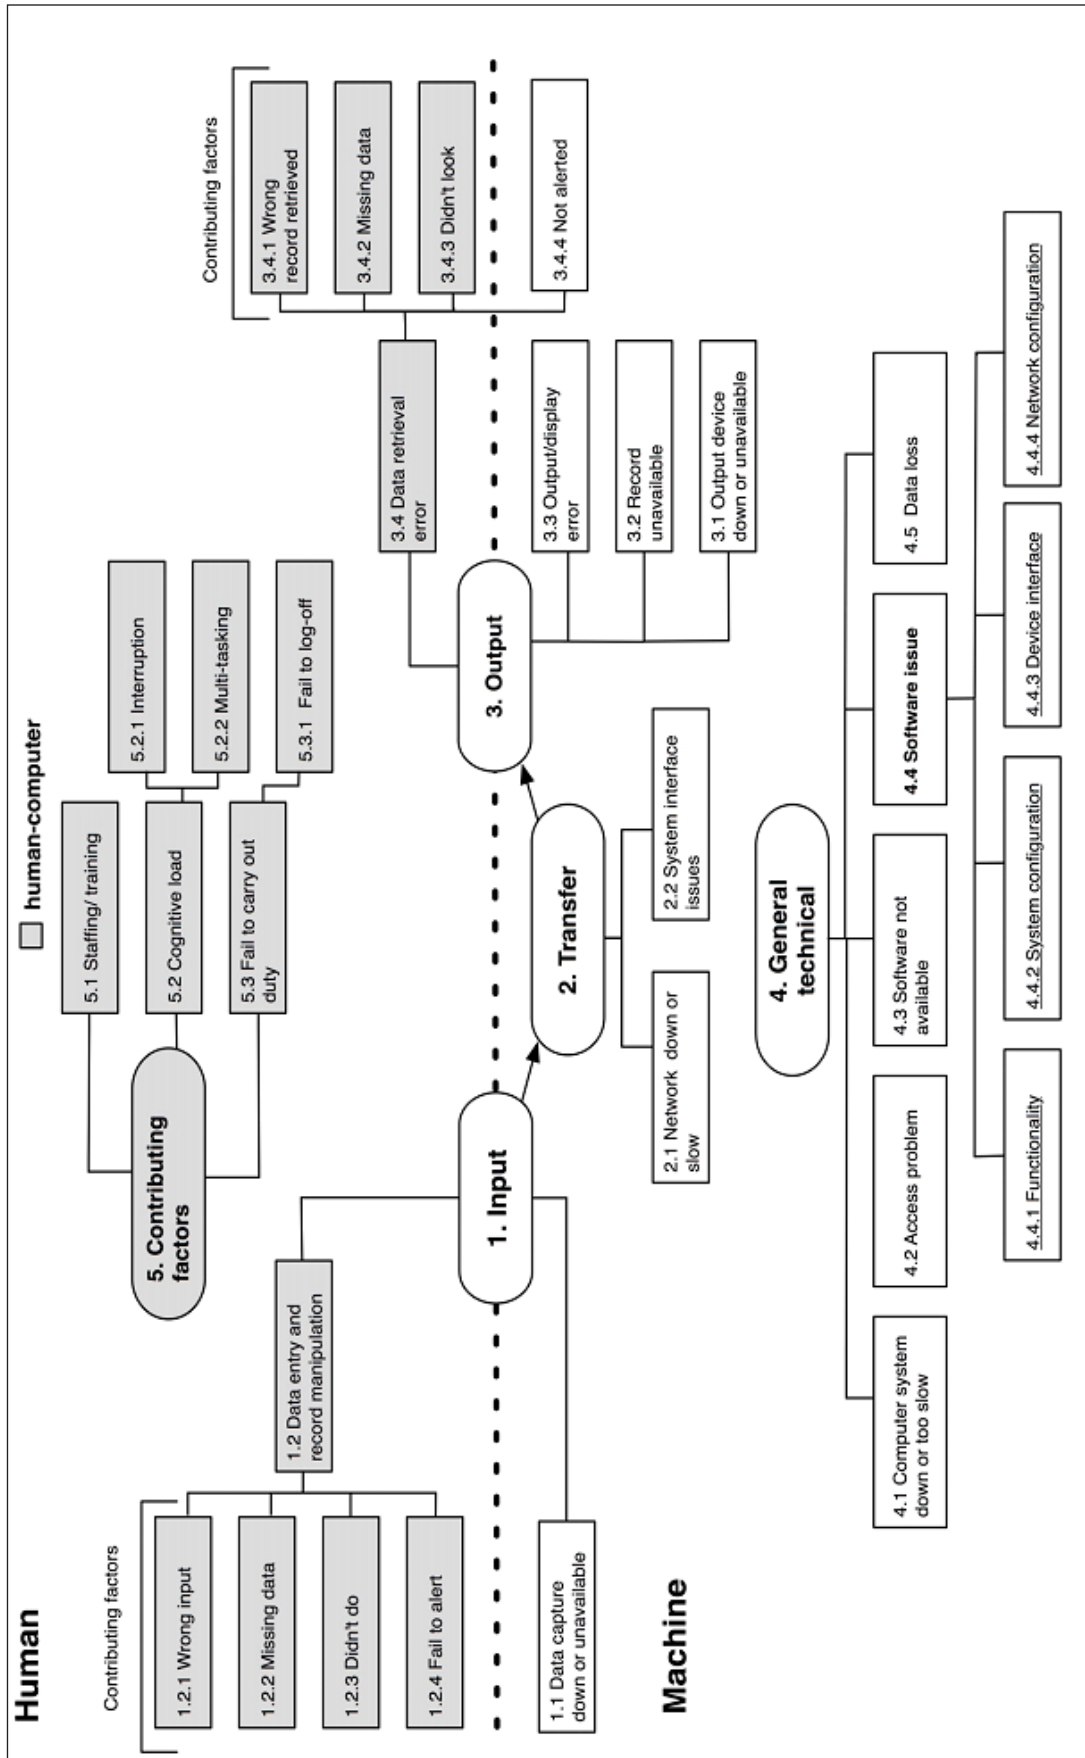 Human
human-computer
5. Contributing
factors
5.1 Staffing/ training
5.2 Cognitive load
5.2.1 Interruption
5.2.2 Multi-tasking
5.3 Fail to carry out
duty
5.3.1 Fail to log-off
Contributing factors
1.2.1 Wrong input
1.2.2 Missing data
1.2.3 Didn't do
1.2.4 Fail to alert
1.2 Data entry and
record manipulation
Contributing factors
3.4.1 Wrong
record retrieved
3.4.2 Missing data
3.4.3 Didn't look
3.4 Data retrieval
error
1. Input
3. Output
3.4.4 Not alerted
1.1 Data capture
down or unavailable
2. Transfer
2.1 Network down or
slow
2.2 System interface
issues
3.3 Output/display
error
3.2 Record
unavailable
3.1 Output device
down or unavailable
Machine
4. General
technical
4.1 Computer system
down or too slow
4.2 Access problem
4.3 Software not
available
4.4 Software issue
4.5 Data loss
4.4.1 Functionality
4.4.2 System configuration
4.4.3 Device interface
4.4.4 Network configuration